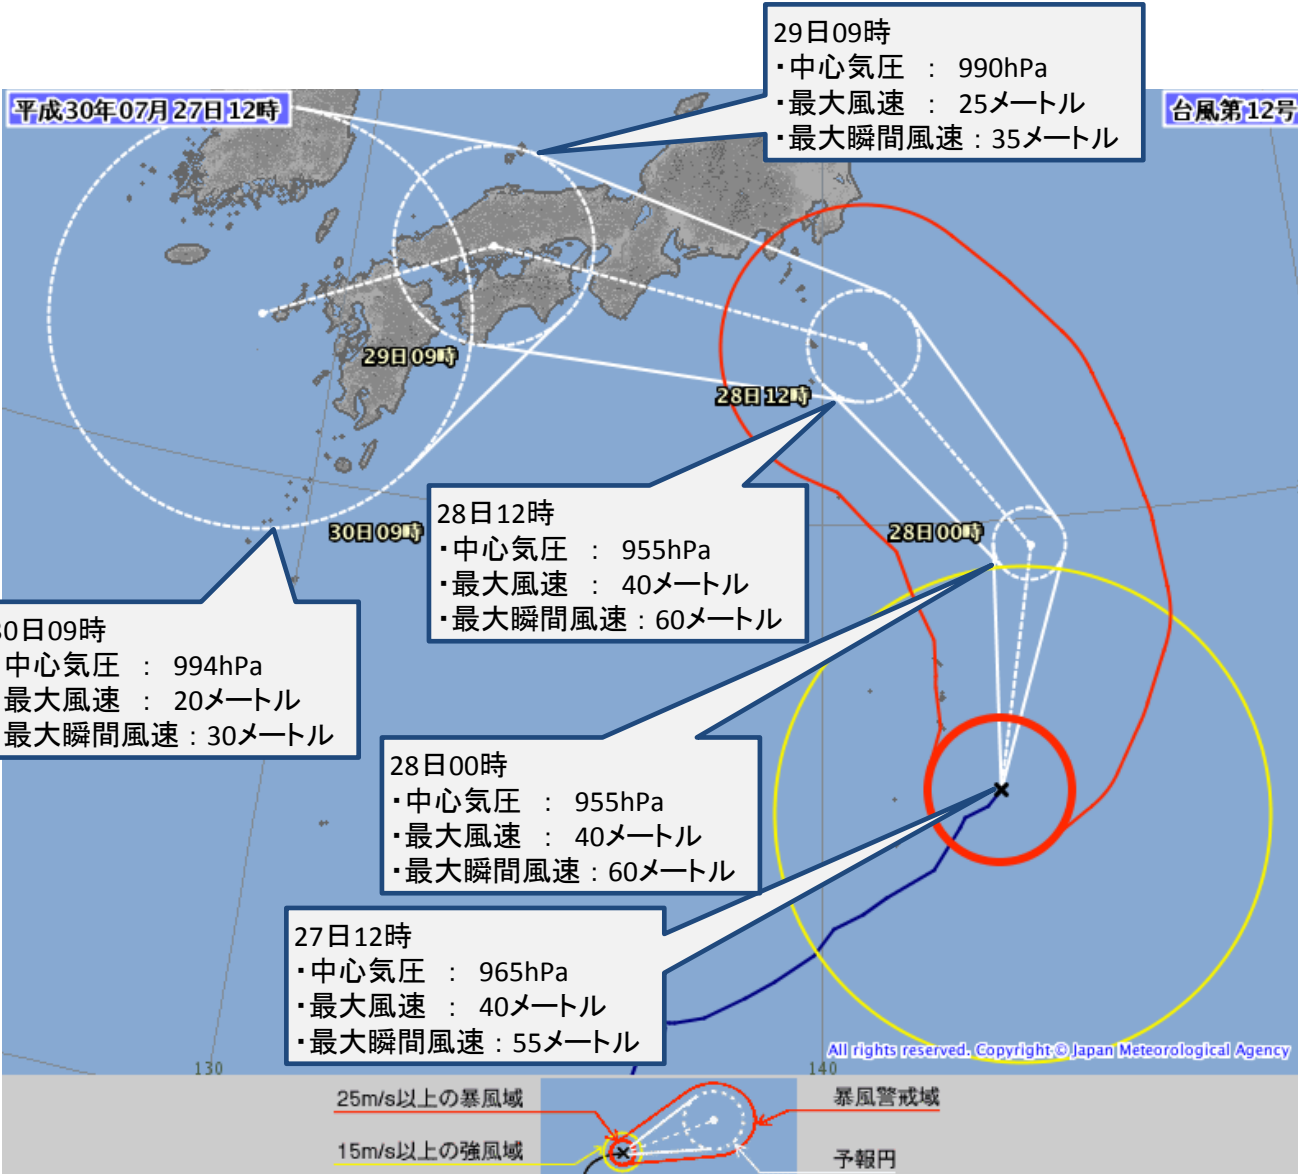 29日09時
・中心気圧 : 990hPa
・最大風速 : 25メートル
・最大瞬間風速 : 35メートル
平成30年07月27日12時
台風第12号
29日09時
28日12時
28日12時
・中心気圧 : 955hPa
・最大風速 : 40メートル
・最大瞬間風速 : 60メートル
30日09時
28日00時
30日09時
中心気圧 : 994hPa
最大風速 : 20メートル
最大瞬間風速 : 30メートル
28日00時
・中心気圧 : 955hPa
・最大風速 : 40メートル
・最大瞬間風速 : 60メートル
27日12時
・中心気圧 : 965hPa
・最大風速 : 40メートル
・最大瞬間風速 : 55メートル
All rights reserved. Copyright © Japan Meteorological Agency
130
140
25m/s以上の暴風域
暴風警戒域
15m/s以上の強風域
予報円